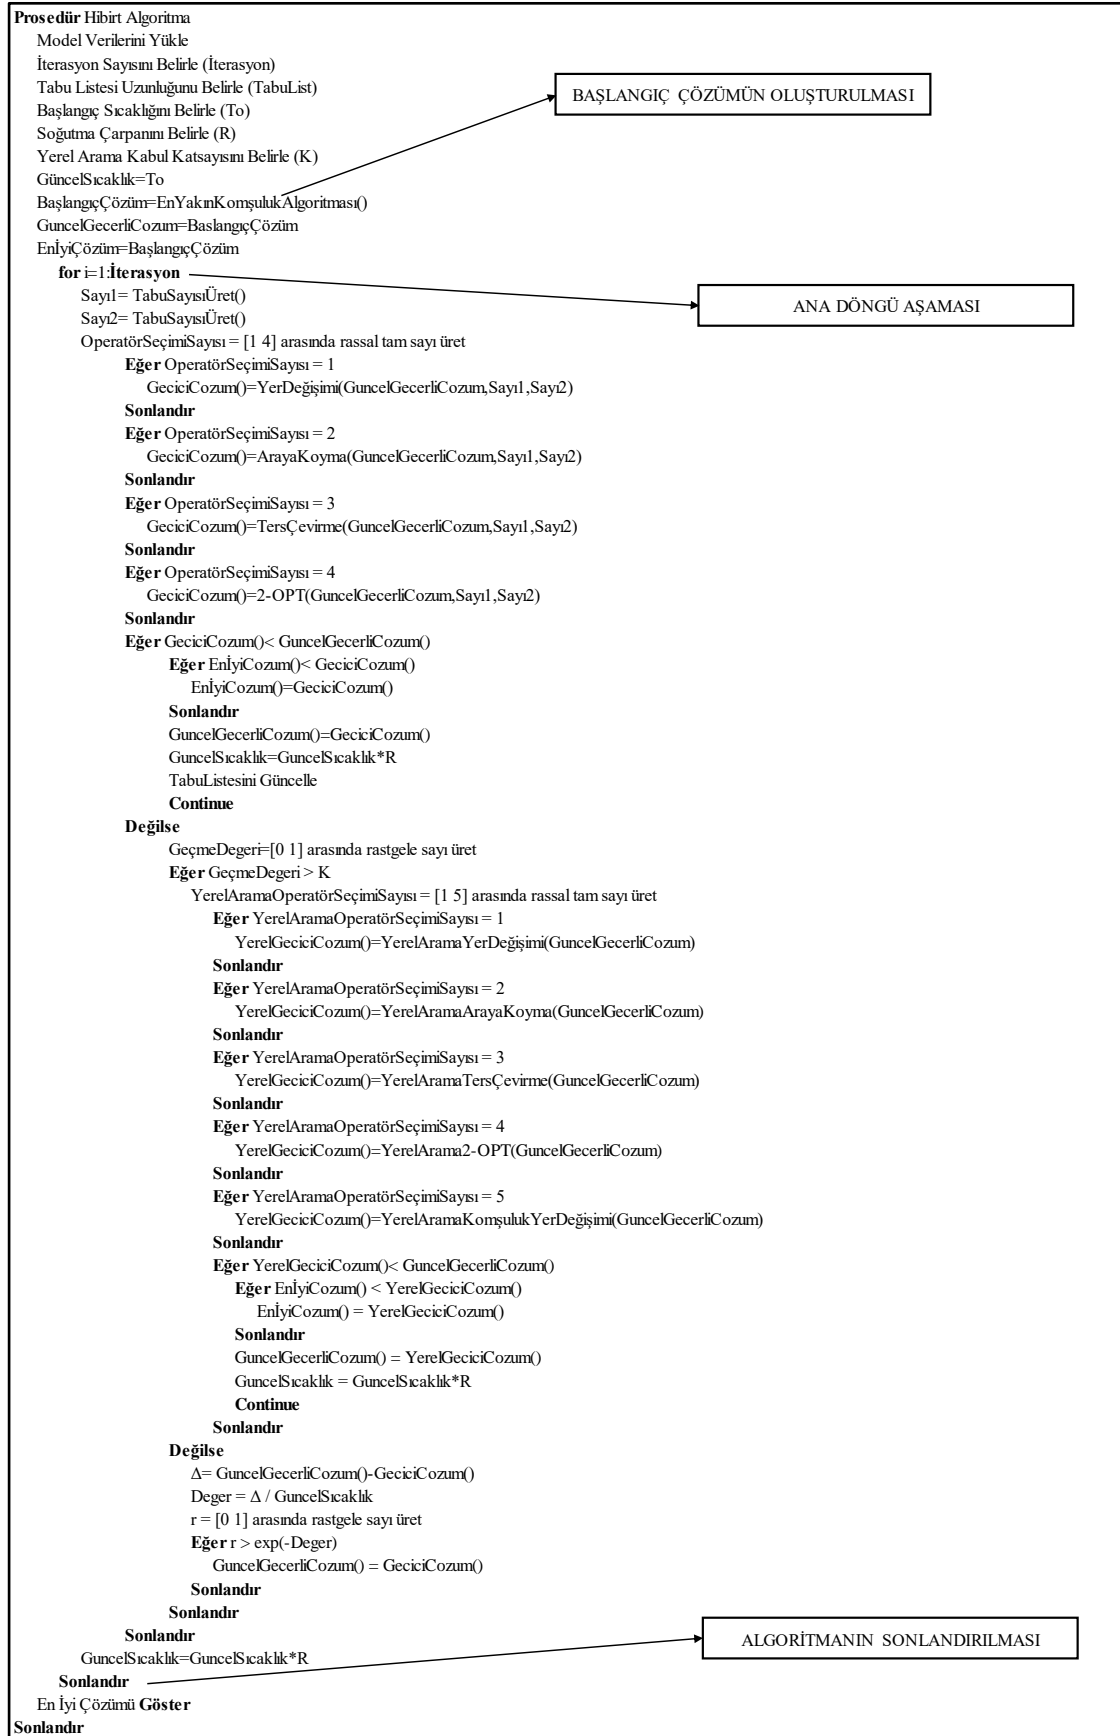 Prosedür Hibirt Algoritma
Model Verilerini Yükle
İterasyon Sayısını Belirle (İterasyon)
Tabu Listesi Uzunluğunu Belirle (TabuList)
BAŞLANGIÇ ÇÖZÜMÜN OLUŞTURULMASI
Başlangıç Sıcaklığını Belirle (To)
Soğutma Çarpanını Belirle (R)
Yerel Arama Kabul Katsayısını Belirle (K)
GüncelSıcaklık=To
BaşlangıçÇözüm=EnYakınKomşulukAlgoritması()
GuncelGecerliCozum=BaslangıçÇözüm
EnİyiÇözüm=BaşlangıçÇözüm
for i=1:İterasyon
Sayı1= TabuSayısıÜret()
ANA DÖNGÜ AŞAMASI
Sayı2= TabuSayısıÜret()
OperatörSeçimiSayısı = [1 4] arasında rassal tam sayı üret
Eğer OperatörSeçimiSayısı = 1
GeciciCozum()=YerDeğişimi(GuncelGecerliCozum,Sayı1,Sayı2)
Sonlandır
Eğer OperatörSeçimiSayısı = 2
GeciciCozum()=ArayaKoyma(GuncelGecerliCozum,Sayı1,Sayı2)
Sonlandır
Eğer OperatörSeçimiSayısı = 3
GeciciCozum()=TersÇevirme(GuncelGecerliCozum,Sayı1,Sayı2)
Sonlandır
Eğer OperatörSeçimiSayısı = 4
GeciciCozum()=2-OPT(GuncelGecerliCozum,Sayı1,Sayı2)
Sonlandır
Eğer GeciciCozum()< GuncelGecerliCozum()
Eğer EnİyiCozum()< GeciciCozum()
EnİyiCozum()=GeciciCozum()
Sonlandır
GuncelGecerliCozum()=GeciciCozum()
GuncelSıcaklık=GuncelSıcaklık*R
TabuListesini Güncelle
Continue
Değilse
GeçmeDegeri=[0 1] arasında rastgele sayı üret
Eğer GeçmeDegeri > K
YerelAramaOperatörSeçimiSayısı = [1 5] arasında rassal tam sayı üret
Eğer YerelAramaOperatörSeçimiSayısı = 1
YerelGeciciCozum()=YerelAramaYerDeğişimi(GuncelGecerliCozum)
Sonlandır
Eğer YerelAramaOperatörSeçimiSayısı = 2
YerelGeciciCozum()=YerelAramaArayaKoyma(GuncelGecerliCozum)
Sonlandır
Eğer YerelAramaOperatörSeçimiSayısı = 3
YerelGeciciCozum()=YerelAramaTersÇevirme(GuncelGecerliCozum)
Sonlandır
Eğer YerelAramaOperatörSeçimiSayısı = 4
YerelGeciciCozum()=YerelArama2-OPT(GuncelGecerliCozum)
Sonlandır
Eğer YerelAramaOperatörSeçimiSayısı = 5
YerelGeciciCozum()=YerelAramaKomşulukYerDeğişimi(GuncelGecerliCozum)
Sonlandır
Eğer YerelGeciciCozum()< GuncelGecerliCozum()
Eğer EnİyiCozum() < YerelGeciciCozum()
EnİyiCozum() = YerelGeciciCozum()
Sonlandır
GuncelGecerliCozum() = YerelGeciciCozum()
GuncelSıcaklık = GuncelSıcaklık*R
Continue
Sonlandır
Değilse
Δ= GuncelGecerliCozum()-GeciciCozum()
Deger = Δ / GuncelSıcaklık
r = [0 1] arasında rastgele sayı üret
Eğer r > exp(-Deger)
GuncelGecerliCozum() = GeciciCozum()
Sonlandır
Sonlandır
Sonlandır
ALGORİTMANIN SONLANDIRILMASI
GuncelSıcaklık=GuncelSıcaklık*R
Sonlandır
En İyi Çözümü Göster
Sonlandır